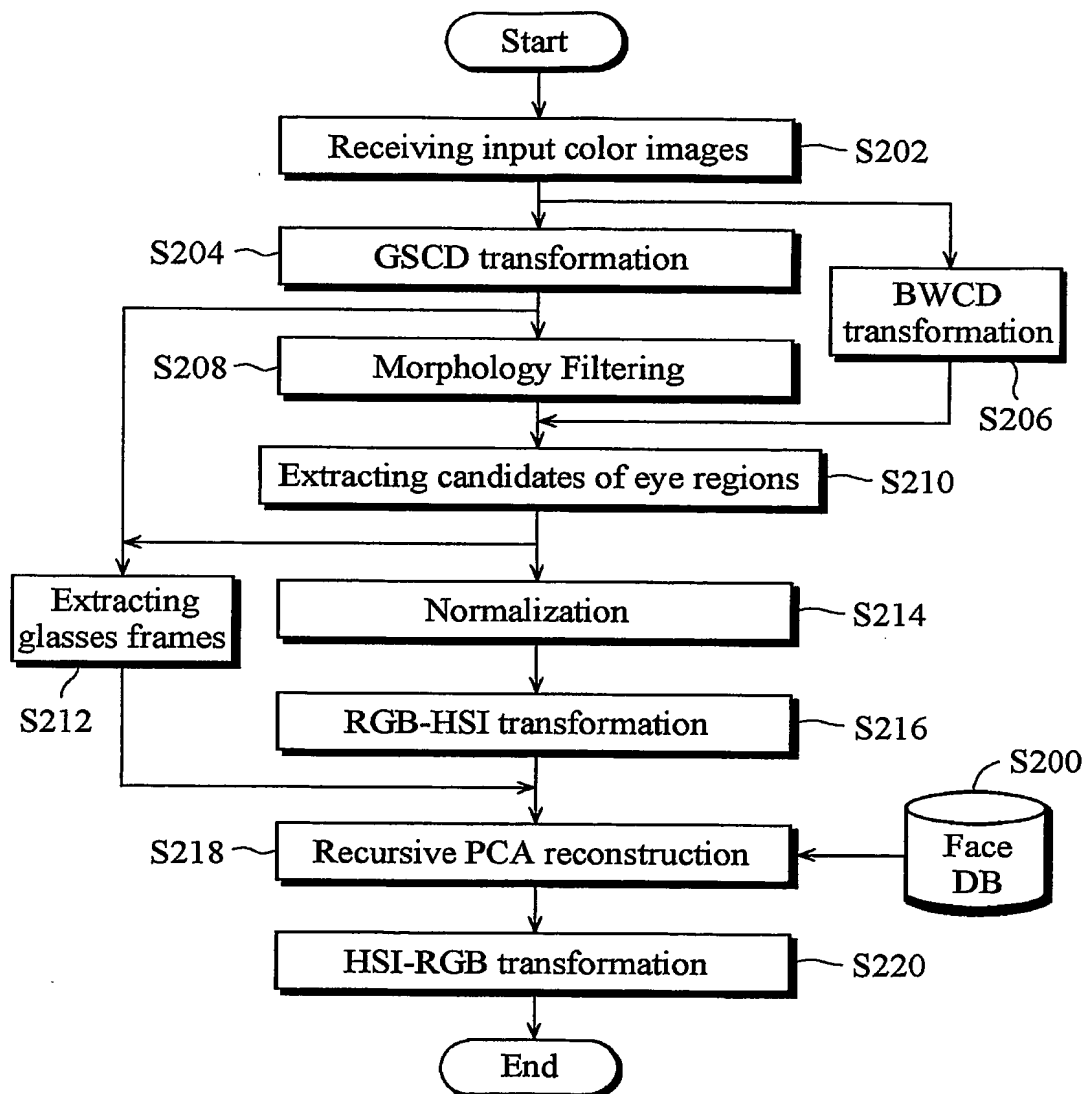 Start
Receiving input color images
S202
S204
GSCD transformation
BWCD
transformation
S206
S208
Morphology Filtering
Extracting candidates of eye regions
S210
Extracting
glasses frames
S212
Normalization
S214
RGB-HSI transformation
S216
S200
Face
DB
S218
Recursive PCA reconstruction
HSI-RGB transformation
S220
End